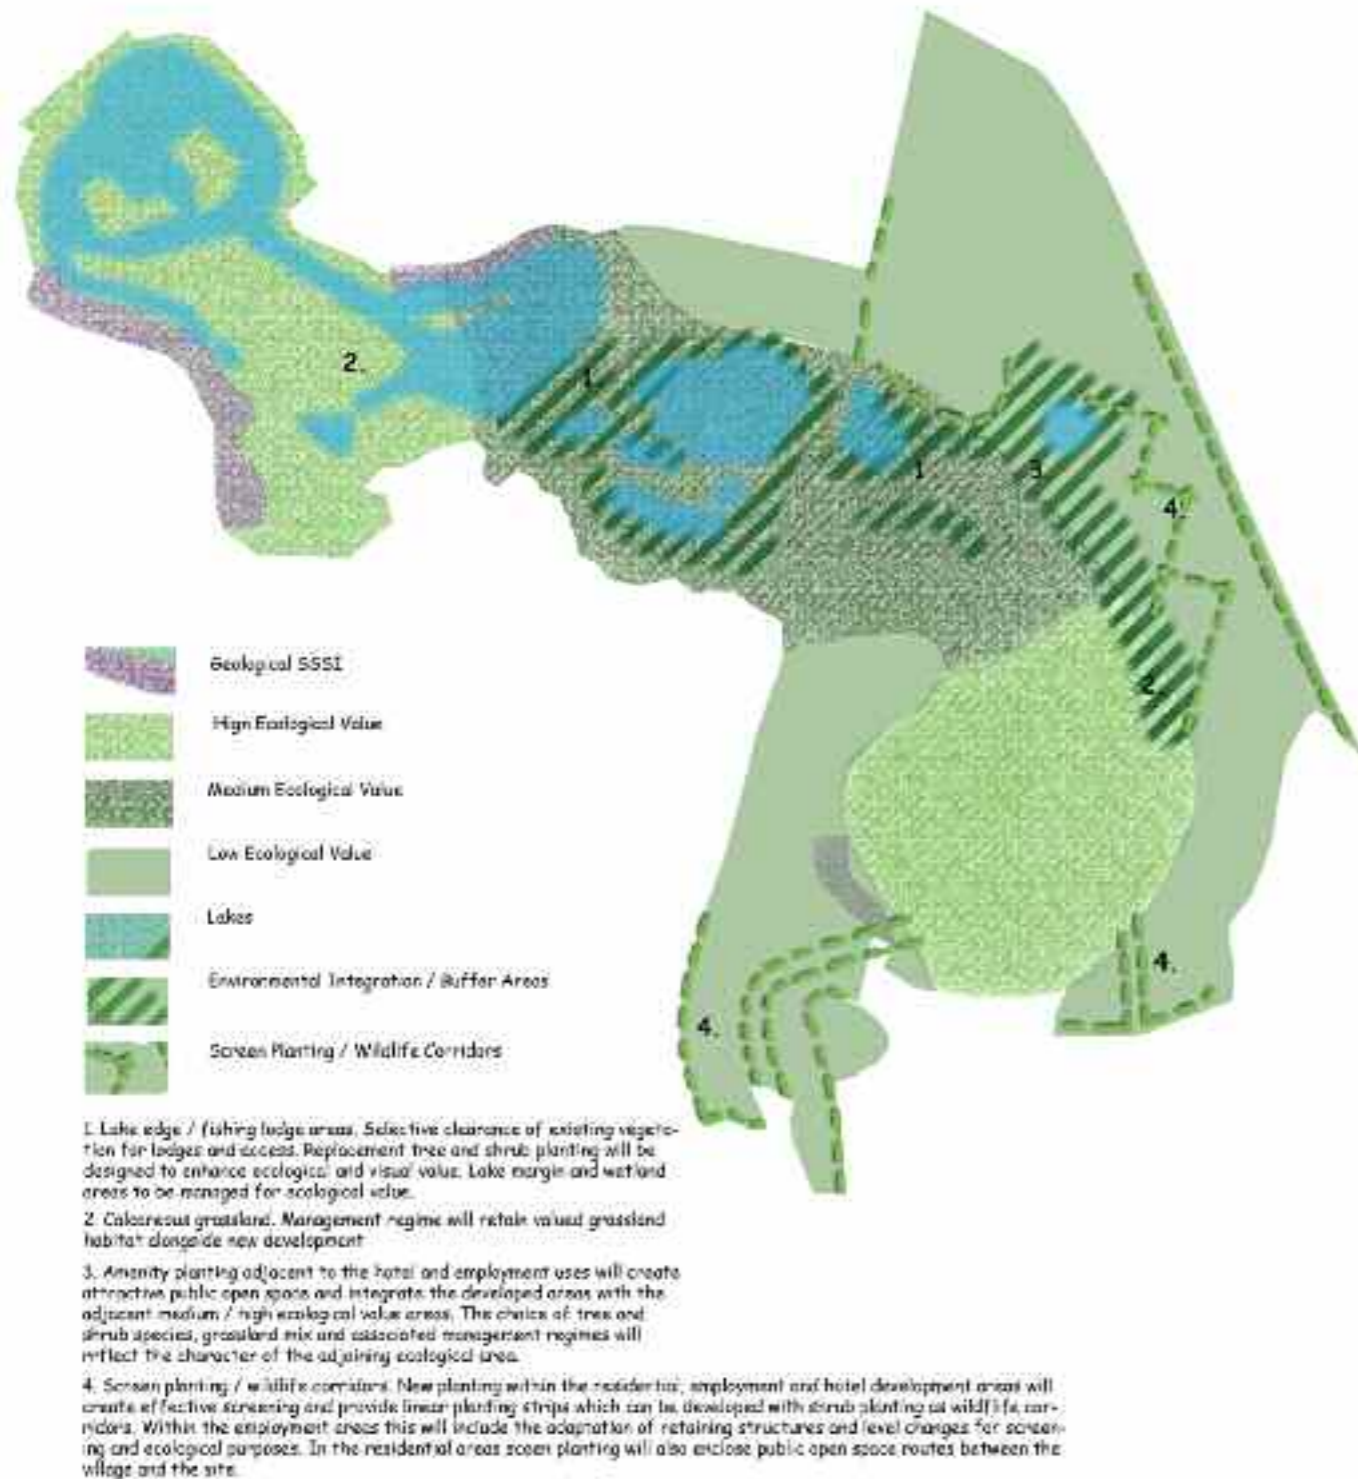 2.
1.
1
3
4.
2.
4.
4.
Geological SSSI
High Ecological Value
Medium Ecological Value
Low Ecological Value
Lakes
Environmental Integration / Buffer Areas
Screen Planting / Wildlife Corridors
1. Lake edge / fishing lodge areas. Selective clearance of existing vegeta-
tion for lodges and access. Replacement tree and shrub planting will be
designed to enhance ecological and visual value. Lake margin and wetland
areas to be managed for ecological value.
2. Calcareous grassland. Management regime will retain valued grassland
habitat alongside new development
3. Amenity planting adjacent to the hotel and employment uses will create
attractive public open space and integrate the developed areas with the
adjacent medium / high ecological value areas. The choice of tree and
shrub species, grassland mix and associated management regimes will
reflect the character of the adjoining ecological area.
4. Screen planting / wildlife corridors. New planting within the residential, employment and hotel development areas will
create effective screening and provide linear planting strips which can be developed with shrub planting as wildlife cor-
ridors. Within the employment areas this will include the adaptation of retaining structures and level changes for screen-
ing and ecological purposes. In the residential areas sceen planting will also enclose public open space routes between the
village and the site.